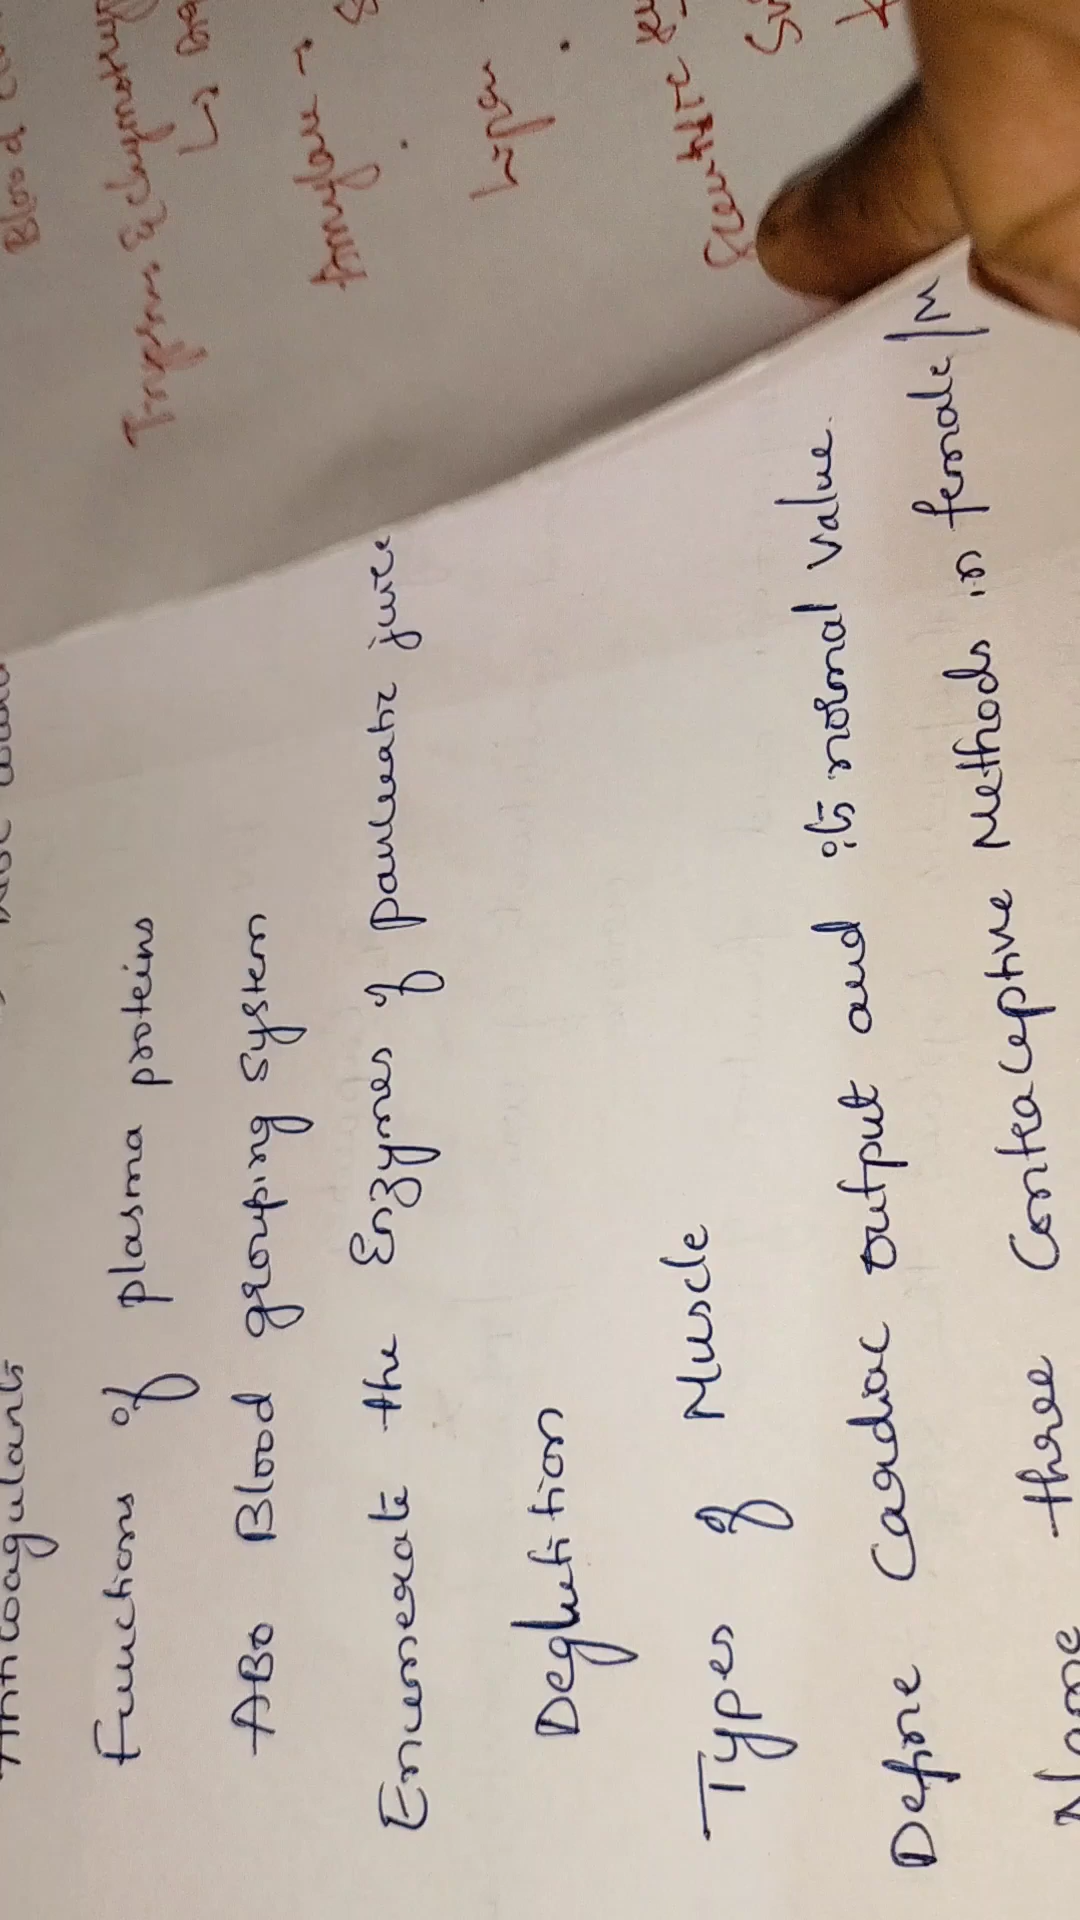 Anticoagulants
Functions of plasma proteins
ABO Blood grouping system
Enumerate the Enzymes of pancreatic juice
Deglutition
Types of Muscle
Define Cardiac output and its normal value.
Name three Contraceptive Methods in female/M
Blood
Trypsin & Chymotryp
Amylase →
Lipase